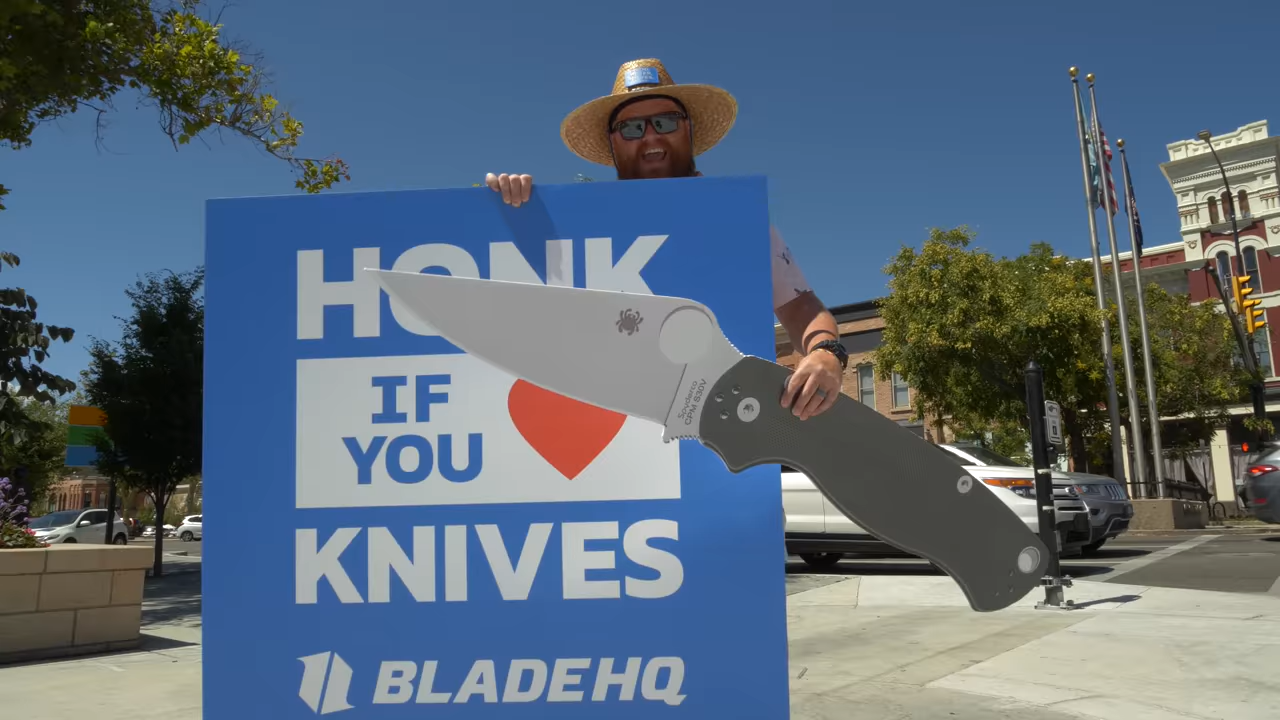 HONK
IF
YOU
KNIVES
BLADEHQ
Spyderco
CPM S30V